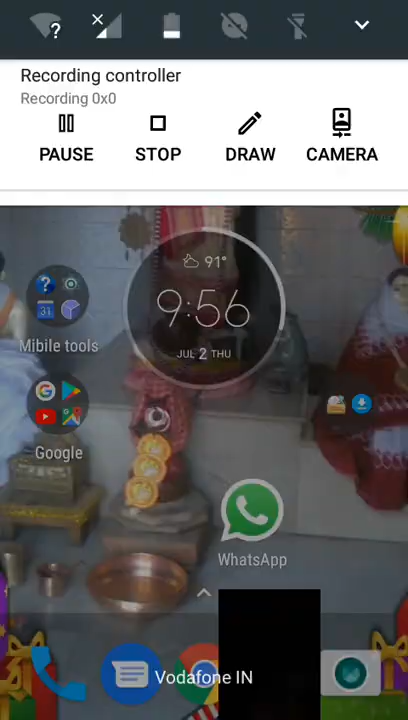 Recording controller
Recording 0x0
PAUSE STOP DRAW CAMERA
91°
9:56
JUL 2 THU
Mibile tools
Google
WhatsApp
Vodafone IN